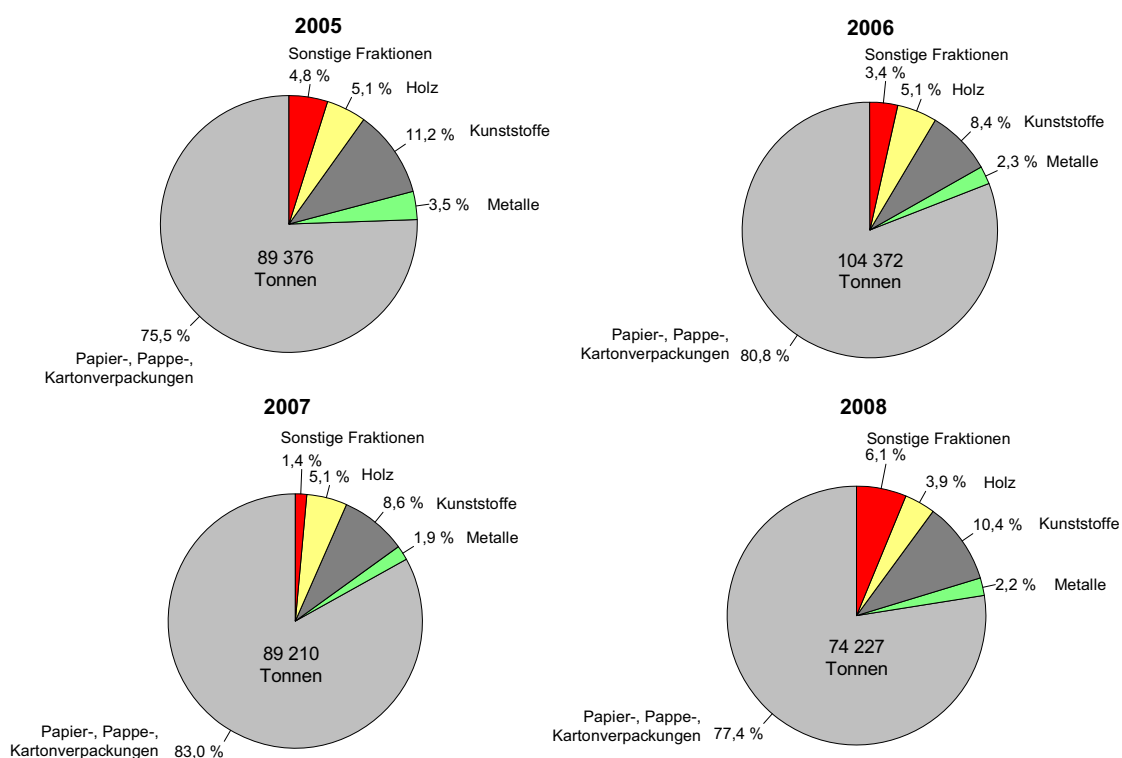 2005
Sonstige Fraktionen
4,8 %
5,1 % Holz
11,2 % Kunststoffe
3,5 % Metalle
89 376
Tonnen
75,5 %
Papier-, Pappe-,
Kartonverpackungen
2006
Sonstige Fraktionen
3,4 %
5,1 % Holz
8,4 % Kunststoffe
2,3 % Metalle
104 372
Tonnen
Papier-, Pappe-,
Kartonverpackungen 80,8 %
2007
Sonstige Fraktionen
1,4 %
5,1 % Holz
8,6 % Kunststoffe
1,9 % Metalle
89 210
Tonnen
Papier-, Pappe-,
Kartonverpackungen 83,0 %
2008
Sonstige Fraktionen
6,1 %
3,9 % Holz
10,4 % Kunststoffe
2,2 % Metalle
74 227
Tonnen
Papier-, Pappe-,
Kartonverpackungen 77,4 %